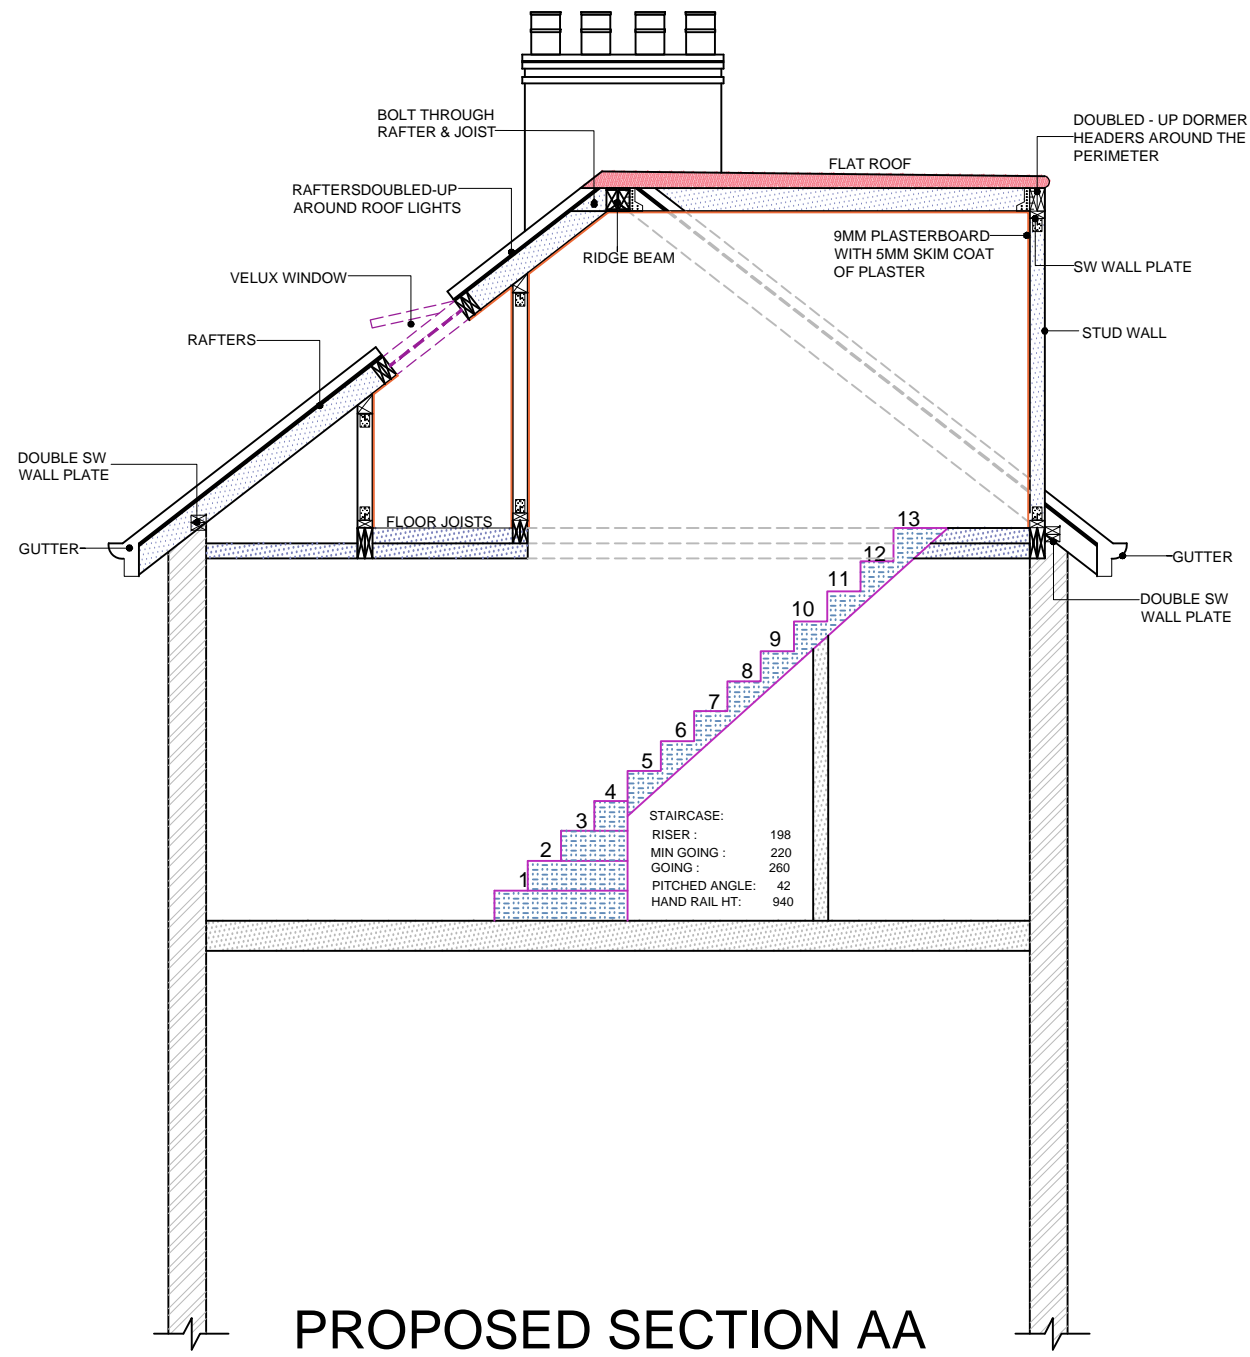 BOLT THROUGH
RAFTER & JOIST
DOUBLED - UP DORMER
HEADERS AROUND THE
PERIMETER
FLAT ROOF
RAFTERSDOUBLED-UP
AROUND ROOF LIGHTS
9MM PLASTERBOARD
WITH 5MM SKIM COAT
OF PLASTER
RIDGE BEAM
SW WALL PLATE
VELUX WINDOW
STUD WALL
RAFTERS
DOUBLE SW
WALL PLATE
FLOOR JOISTS
GUTTER
GUTTER
DOUBLE SW
WALL PLATE
13
12
11
10
9
8
7
6
5
4
3
2
1
STAIRCASE:
RISER : 198
MIN GOING : 220
GOING : 260
PITCHED ANGLE: 42
HAND RAIL HT: 940
PROPOSED SECTION AA